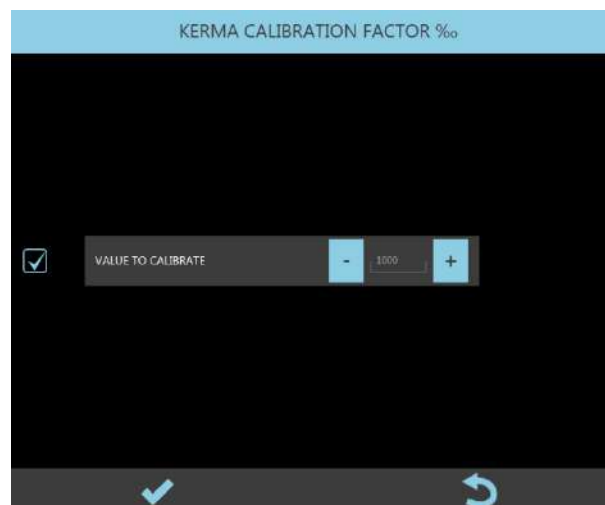 KERMA CALIBRATION FACTOR ‰
VALUE TO CALIBRATE - 1000 +